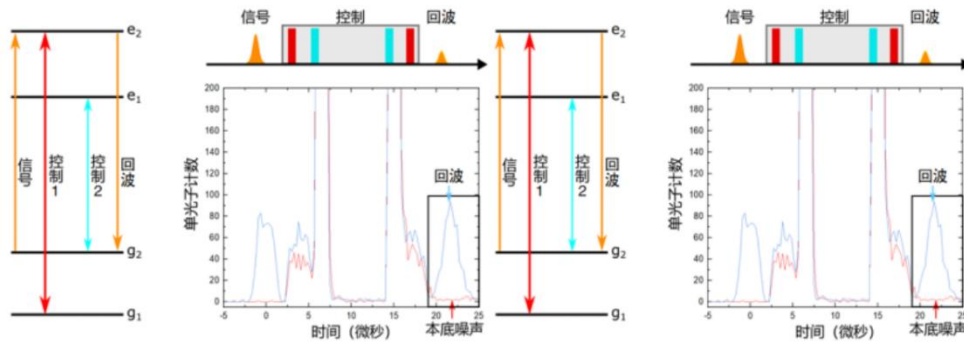 e₂
e₁
g₂
g₁
信号
控制1
控制2
回波
信号
控制
回波
单光子计数
200
180
160
140
120
100
80
60
40
20
0
-5
0
5
10
15
20
25
时间（微秒）
回波
本底噪声
e₂
e₁
g₂
g₁
信号
控制1
控制2
回波
信号
控制
回波
单光子计数
200
180
160
140
120
100
80
60
40
20
0
-5
0
5
10
15
20
25
时间（微秒）
回波
本底噪声